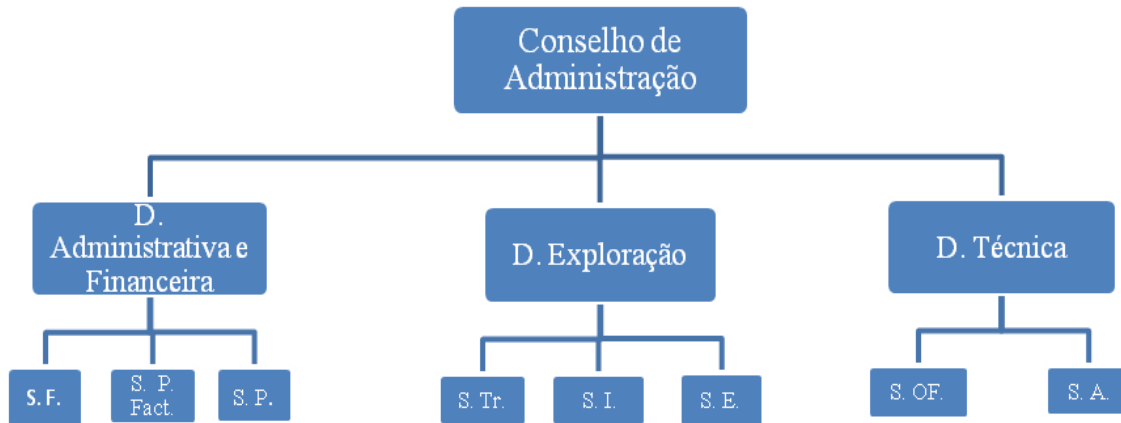 Conselho de
Administração
D.
Administrativa e
Financeira
D. Exploração
D. Técnica
S. F.
S. P.
Fact.
S. P.
S. Tr.
S. I.
S. E.
S. OF.
S. A.